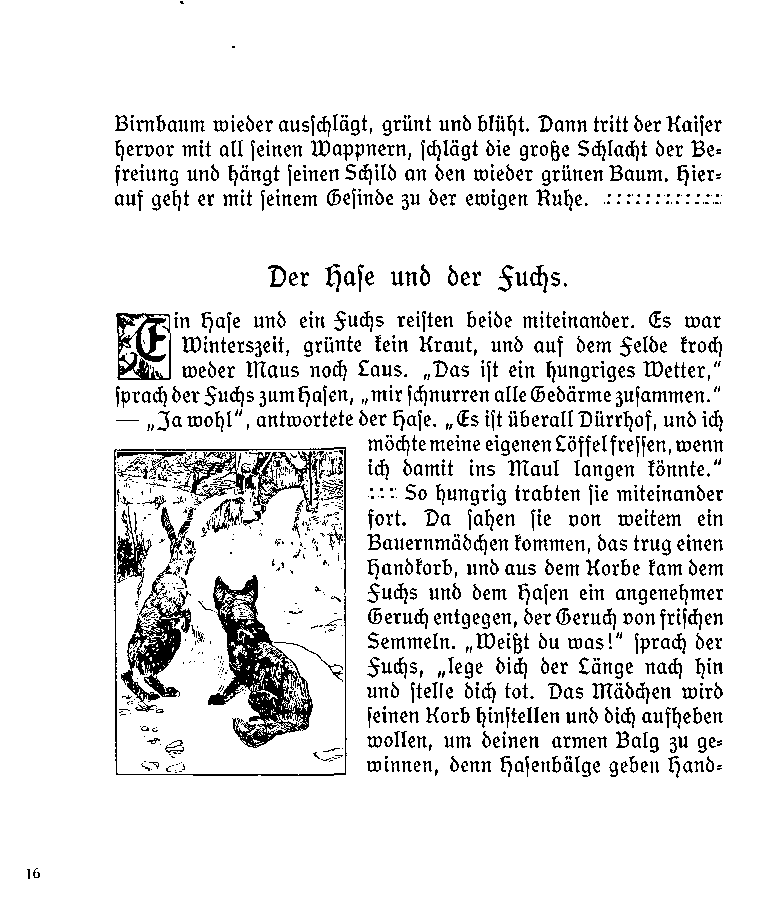 Birnbaum wieder ausschlägt, grünt und blüht. Dann tritt der Kaiser
hervor mit all seinen Wappnern, schlägt die große Schlacht der Be=
freiung und hängt seinen Schild an den wieder grünen Baum. Hier=
auf geht er mit seinem Gesinde zu der ewigen Ruhe. .:::::::::::::
Der Hase und der Fuchs.
Ein Hase und ein Fuchs reisten beide miteinander. Es war
Winterszeit, grünte kein Kraut, und auf dem Felde kroch
weder Maus noch Laus. „Das ist ein hungriges Wetter,“
sprach der Fuchs zum Hasen, „mir schnurren alle Gedärme zusammen.“
— „Ja wohl“, antwortete der Hase. „Es ist überall Dürrhof, und ich
möchte meine eigenen Löffel fressen, wenn
ich damit ins Maul langen könnte.“
::: So hungrig trabten sie miteinander
fort. Da sahen sie von weitem ein
Bauernmädchen kommen, das trug einen
Handkorb, und aus dem Korbe kam dem
Fuchs und dem Hasen ein angenehmer
Geruch entgegen, der Geruch von frischen
Semmeln. „Weißt du was!“ sprach der
Fuchs, „lege dich der Länge nach hin
und stelle dich tot. Das Mädchen wird
seinen Korb hinstellen und dich aufheben
wollen, um deinen armen Balg zu ge=
winnen, denn Hasenbälge geben Hand=
16